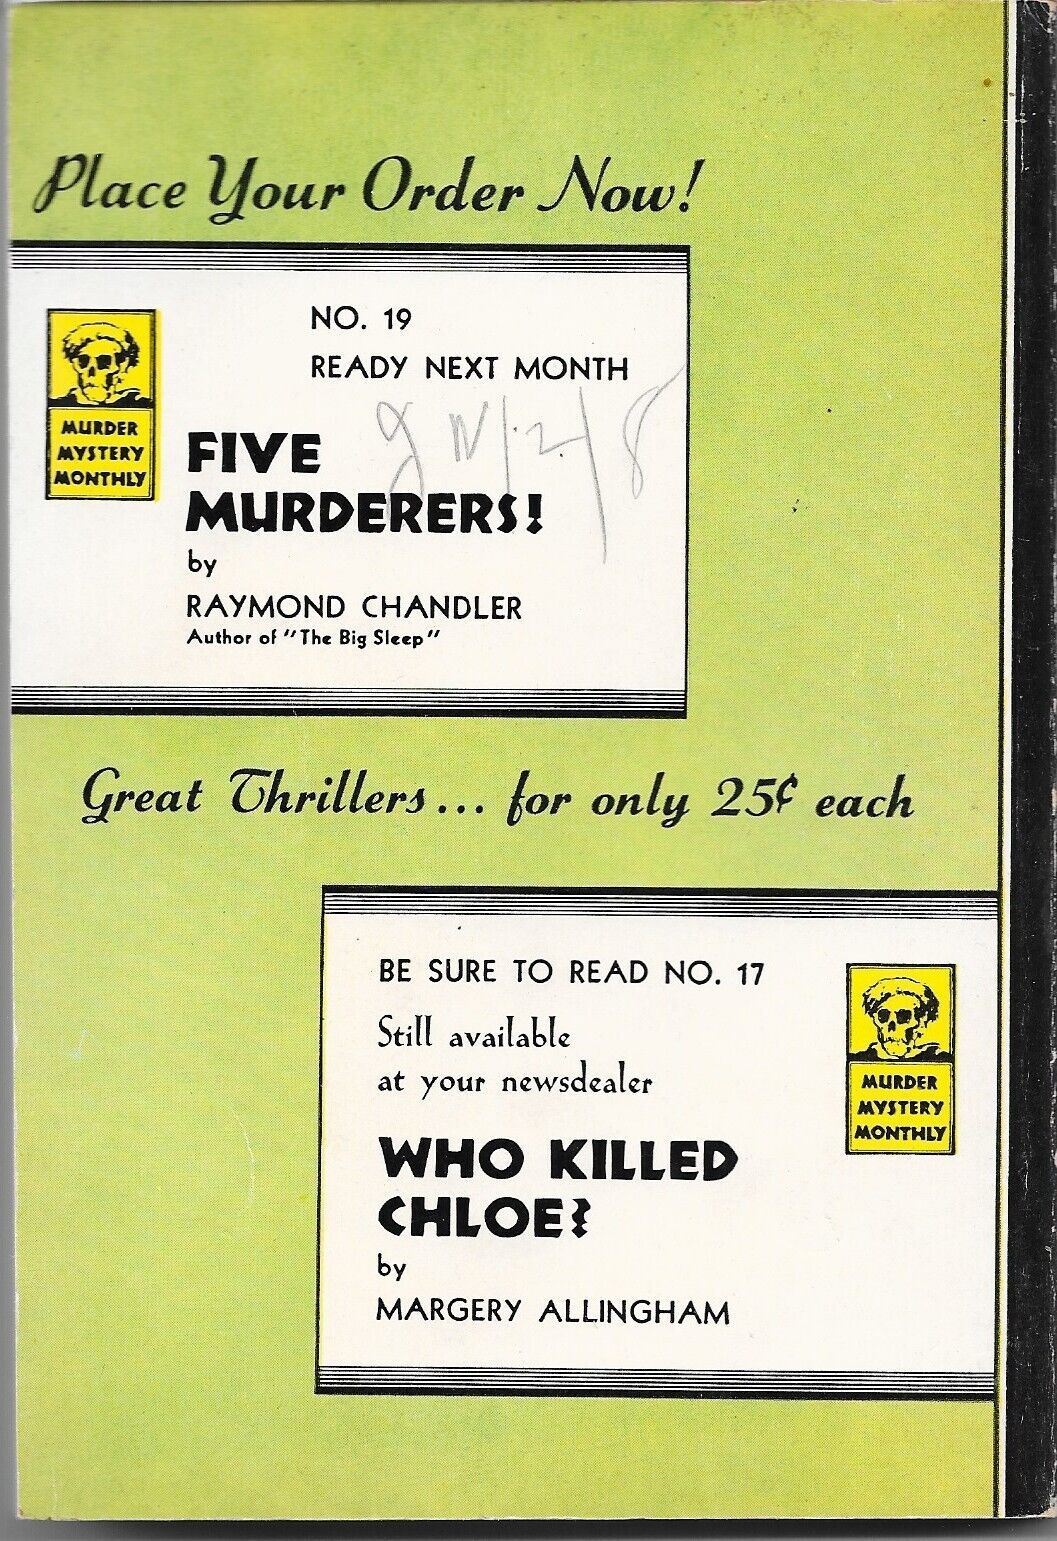 Place Your Order Now!
NO. 19
READY NEXT MONTH
MURDER
MYSTERY
MONTHLY
FIVE
MURDERERS!
by
RAYMOND CHANDLER
Author of "The Big Sleep"
Great Thrillers... for only 25¢ each
BE SURE TO READ NO. 17
Still available
at your newsdealer
MURDER
MYSTERY
MONTHLY
WHO KILLED
CHLOE?
by
MARGERY ALLINGHAM